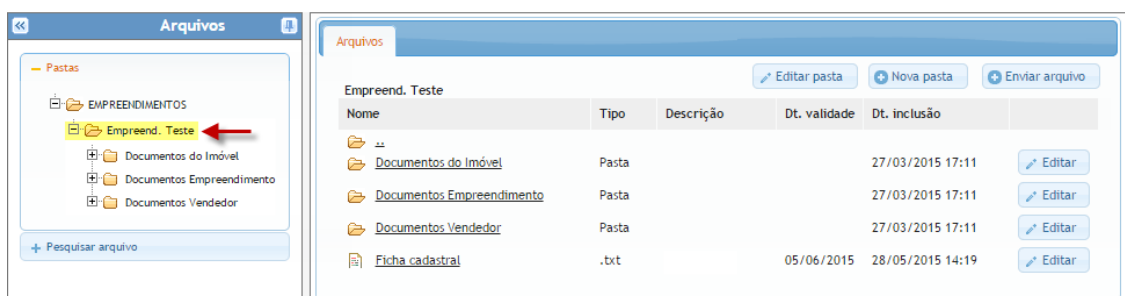 Arquivos
Pastas
EMPREENDIMENTOS
Empreend. Teste
Documentos do Imóvel
Documentos Empreendimento
Documentos Vendedor
Pesquisar arquivo
Arquivos
Editar pasta Nova pasta Enviar arquivo
Empreend. Teste
Nome Tipo Descrição Dt. validade Dt. inclusão
..
Documentos do Imóvel Pasta 27/03/2015 17:11 Editar
Documentos Empreendimento Pasta 27/03/2015 17:11 Editar
Documentos Vendedor Pasta 27/03/2015 17:11 Editar
Ficha cadastral .txt 05/06/2015 28/05/2015 14:19 Editar